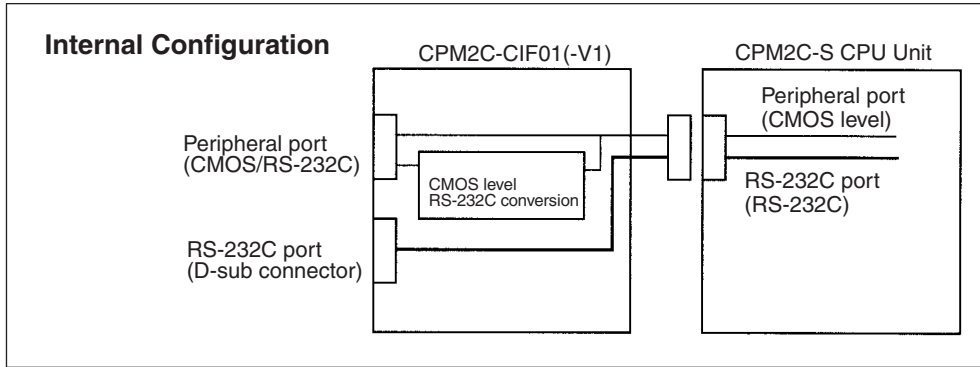 Internal Configuration
CPM2C-CIF01(-V1)
CPM2C-S CPU Unit
Peripheral port
(CMOS/RS-232C)
CMOS level
RS-232C conversion
RS-232C port
(D-sub connector)
Peripheral port
(CMOS level)
RS-232C port
(RS-232C)